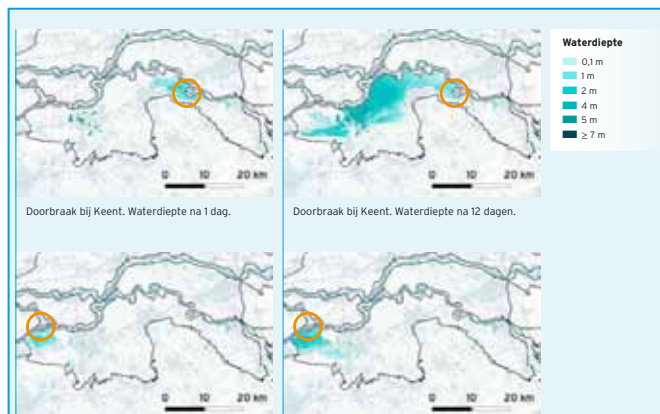 Waterdiepte
0,1 m
1 m
2 m
4 m
5 m
≥ 7 m
0 10 20 km
0 10 20 km
Doorbraak bij Keent. Waterdiepte na 1 dag.
Doorbraak bij Keent. Waterdiepte na 12 dagen.
0 10 20 km
0 10 20 km